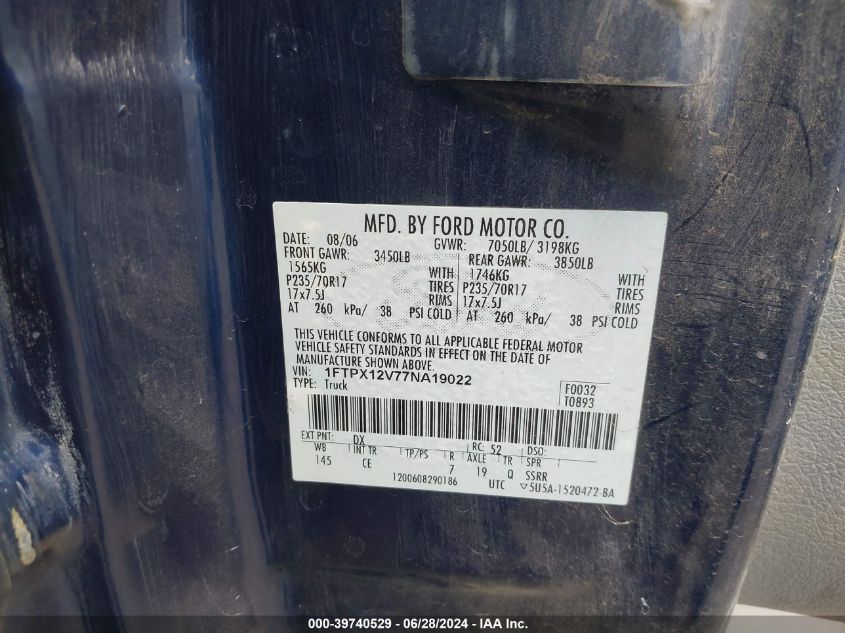 MFD. BY FORD MOTOR CO.
DATE: 08/06 GVWR: 7050LB/ 3198KG
FRONT GAWR: 3450LB REAR GAWR: 3850LB
1565KG WITH 1746KG WITH
P235/70R17 TIRES P235/70R17 TIRES
17x7.5J RIMS 17x7.5J RIMS
AT 260 kPa/ 38 PSI COLD AT 260 kPa/ 38 PSI COLD
THIS VEHICLE CONFORMS TO ALL APPLICABLE FEDERAL MOTOR
VEHICLE SAFETY STANDARDS IN EFFECT ON THE DATE OF
MANUFACTURE SHOWN ABOVE.
VIN: 1FTPX12V77NA19022 F0032
TYPE: Truck T0893
EXT PNT: DX RC: 52 DSO:
WB INT TR TP/PS R AXLE TR SPR
145 CE 7 19 Q SSRR
1200608290186 UTC ▽5U5A-1520472-BA
000-39740529 - 06/28/2024 - IAA Inc.